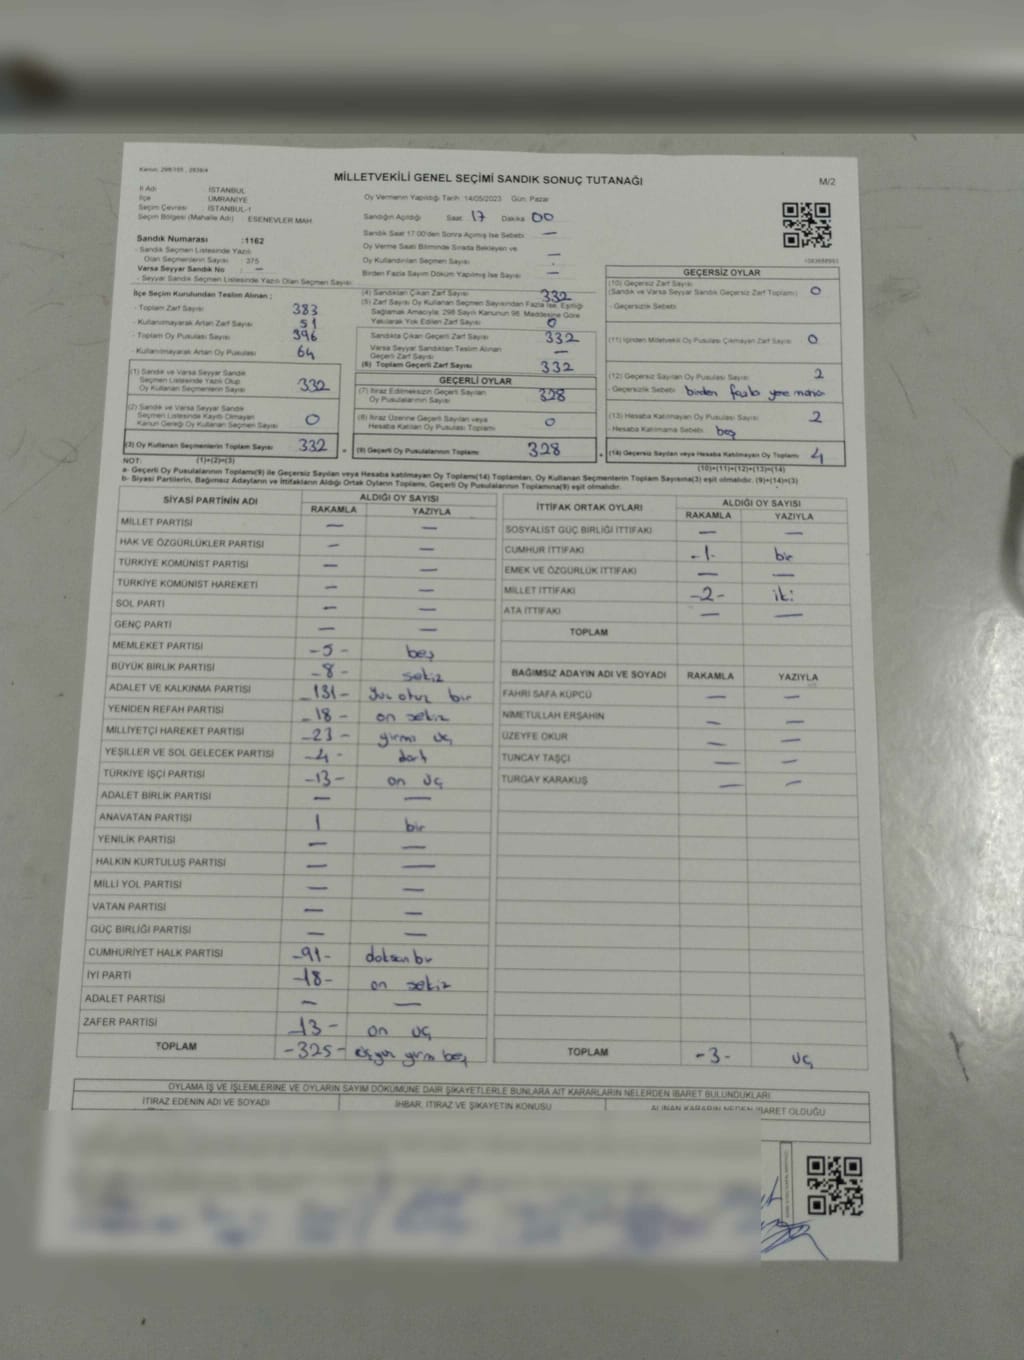 Kanun: 298/105 , 2839/4
MİLLETVEKİLİ GENEL SEÇİMİ SANDIK SONUÇ TUTANAĞI
M/2
İl Adı : İSTANBUL
İlçe : ÜMRANİYE
Seçim Çevresi : İSTANBUL-1
Seçim Bölgesi (Mahalle Adı) : ESENEVLER MAH
Oy Vermenin Yapıldığı Tarih :14/05/2023 Gün: Pazar
Sandığın Açıldığı Saat 17 Dakika 00
Sandık Saat 17:00'den Sonra Açılmış İse Sebebi : —
Oy Verme Saati Bitiminde Sırada Bekleyen ve
Oy Kullandırılan Seçmen Sayısı : —
Birden Fazla Sayım Döküm Yapılmış İse Sayısı : —
Sandık Numarası :1162
- Sandık Seçmen Listesinde Yazılı
Olan Seçmenlerin Sayısı : 375
Varsa Seyyar Sandık No : —
- Seyyar Sandık Seçmen Listesinde Yazılı Olan Seçmen Sayısı:
İlçe Seçim Kurulundan Teslim Alınan ;
- Toplam Zarf Sayısı : 383
- Kullanılmayarak Artan Zarf Sayısı : 51
- Toplam Oy Pusulası Sayısı : 396
- Kullanılmayarak Artan Oy Pusulası : 64
(1) Sandık ve Varsa Seyyar Sandık
Seçmen Listesinde Yazılı Olup
Oy Kullanan Seçmenlerin Sayısı : 332
(2) Sandık ve Varsa Seyyar Sandık
Seçmen Listesinde Kayıtlı Olmayan
Kanun Gereği Oy Kullanan Seçmen Sayısı : 0
(3) Oy Kullanan Seçmenlerin Toplam Sayısı : 332
(1)+(2)=(3)
(4) Sandıktan Çıkan Zarf Sayısı : 332
(5) Zarf Sayısı Oy Kullanan Seçmen Sayısından Fazla İse, Eşitliği
Sağlamak Amacıyla, 298 Sayılı Kanunun 98. Maddesine Göre
Yakılarak Yok Edilen Zarf Sayısı : 0
Sandıkta Çıkan Geçerli Zarf Sayısı : 332
Varsa Seyyar Sandıktan Teslim Alınan
Geçerli Zarf Sayısı : —
(6) Toplam Geçerli Zarf Sayısı : 332
GEÇERLİ OYLAR
(7) İtiraz Edilmeksizin Geçerli Sayılan
Oy Pusulalarının Sayısı : 328
(8) İtiraz Üzerine Geçerli Sayılan veya
Hesaba Katılan Oy Pusulası Toplamı : 0
(9) Geçerli Oy Pusulalarının Toplamı : 328
GEÇERSİZ OYLAR
(10) Geçersiz Zarf Sayısı
(Sandık ve Varsa Seyyar Sandık Geçersiz Zarf Toplamı) : 0
- Geçersizlik Sebebi :
(11) İçinden Milletvekili Oy Pusulası Çıkmayan Zarf Sayısı : 0
(12) Geçersiz Sayılan Oy Pusulası Sayısı : 2
- Geçersizlik Sebebi : birden fazla yere mühür
(13) Hesaba Katılmayan Oy Pusulası Sayısı : 2
- Hesaba Katılmama Sebebi : boş
(14) Geçersiz Sayılan veya Hesaba Katılmayan Oy Toplamı : 4
(10)+(11)+(12)+(13)=(14)
NOT:
a- Geçerli Oy Pusulalarının Toplamı(9) ile Geçersiz Sayılan veya Hesaba Katılmayan Oy Toplamı(14) Toplamları, Oy Kullanan Seçmenlerin Toplam Sayısına(3) eşit olmalıdır. (9)+(14)=(3)
b- Siyasi Partilerin, Bağımsız Adayların ve İttifakların Aldığı Ortak Oyların Toplamı, Geçerli Oy Pusulalarının Toplamına(9) eşit olmalıdır.
SİYASİ PARTİNİN ADI ALDIĞI OY SAYISI
RAKAMLA YAZIYLA
MİLLET PARTİSİ — —
HAK VE ÖZGÜRLÜKLER PARTİSİ — —
TÜRKİYE KOMÜNİST PARTİSİ — —
TÜRKİYE KOMÜNİST HAREKETİ — —
SOL PARTİ — —
GENÇ PARTİ — —
MEMLEKET PARTİSİ -5- beş
BÜYÜK BİRLİK PARTİSİ -8- sekiz
ADALET VE KALKINMA PARTİSİ -131- yüz otuz bir
YENİDEN REFAH PARTİSİ -18- on sekiz
MİLLİYETÇİ HAREKET PARTİSİ -23- yirmi üç
YEŞİLLER VE SOL GELECEK PARTİSİ -4- dört
TÜRKİYE İŞÇİ PARTİSİ -13- on üç
ADALET BİRLİK PARTİSİ — —
ANAVATAN PARTİSİ 1 bir
YENİLİK PARTİSİ — —
HALKIN KURTULUŞ PARTİSİ — —
MİLLİ YOL PARTİSİ — —
VATAN PARTİSİ — —
GÜÇ BİRLİĞİ PARTİSİ — —
CUMHURİYET HALK PARTİSİ -91- doksan bir
İYİ PARTİ -18- on sekiz
ADALET PARTİSİ — —
ZAFER PARTİSİ -13- on üç
TOPLAM -325- üçyüz yirmi beş
İTTİFAK ORTAK OYLARI ALDIĞI OY SAYISI
RAKAMLA YAZIYLA
SOSYALİST GÜÇ BİRLİĞİ İTTİFAKI — —
CUMHUR İTTİFAKI -1- bir
EMEK VE ÖZGÜRLÜK İTTİFAKI — —
MİLLET İTTİFAKI -2- iki
ATA İTTİFAKI — —
TOPLAM
BAĞIMSIZ ADAYIN ADI VE SOYADI RAKAMLA YAZIYLA
FAHRİ SAFA KÜPCÜ — —
NİMETULLAH ERŞAHİN — —
ÜZEYFE OKUR — —
TUNCAY TAŞÇI — —
TURGAY KARAKUŞ — —
TOPLAM -3- üç
OYLAMA İŞ VE İŞLEMLERİNE VE OYLARIN SAYIM DÖKÜMÜNE DAİR ŞİKAYETLERLE BUNLARA AİT KARARLARIN NELERDEN İBARET BULUNDUKLARI
İTİRAZ EDENİN ADI VE SOYADI İHBAR, İTİRAZ VE ŞİKAYETİN KONUSU ALINAN KARARIN NEDEN İBARET OLDUĞU